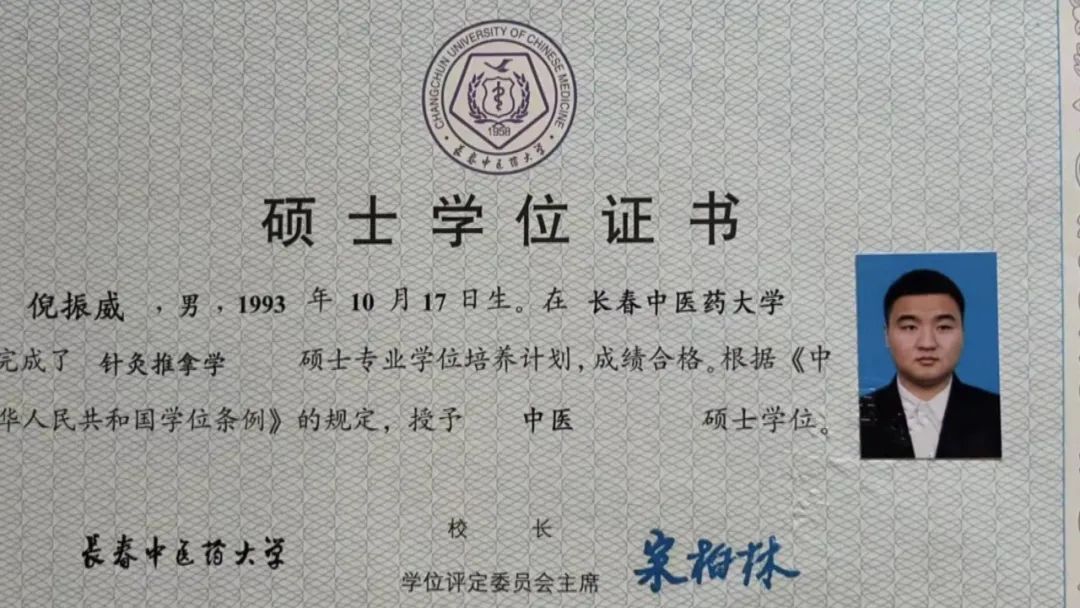 CHANGCHUN UNIVERSITY OF CHINESE MEDICINE
1958
长春中医药大学
硕士学位证书
倪振威，男，1993 年 10 月 17 日生。在 长春中医药大学
完成了 针灸推拿学 硕士专业学位培养计划，成绩合格。根据《中
华人民共和国学位条例》的规定，授予 中医 硕士学位。
校 长
长春中医药大学
学位评定委员会主席
宋柏林